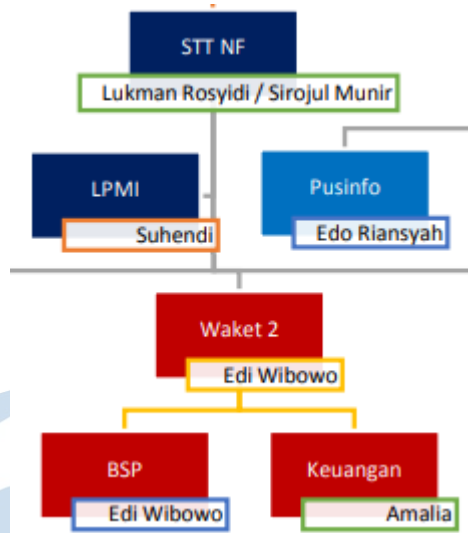 STT NF
Lukman Rosyidi / Sirojul Munir
LPMI
Suhendi
Pusinfo
Edo Riansyah
Waket 2
Edi Wibowo
BSP
Edi Wibowo
Keuangan
Amalia